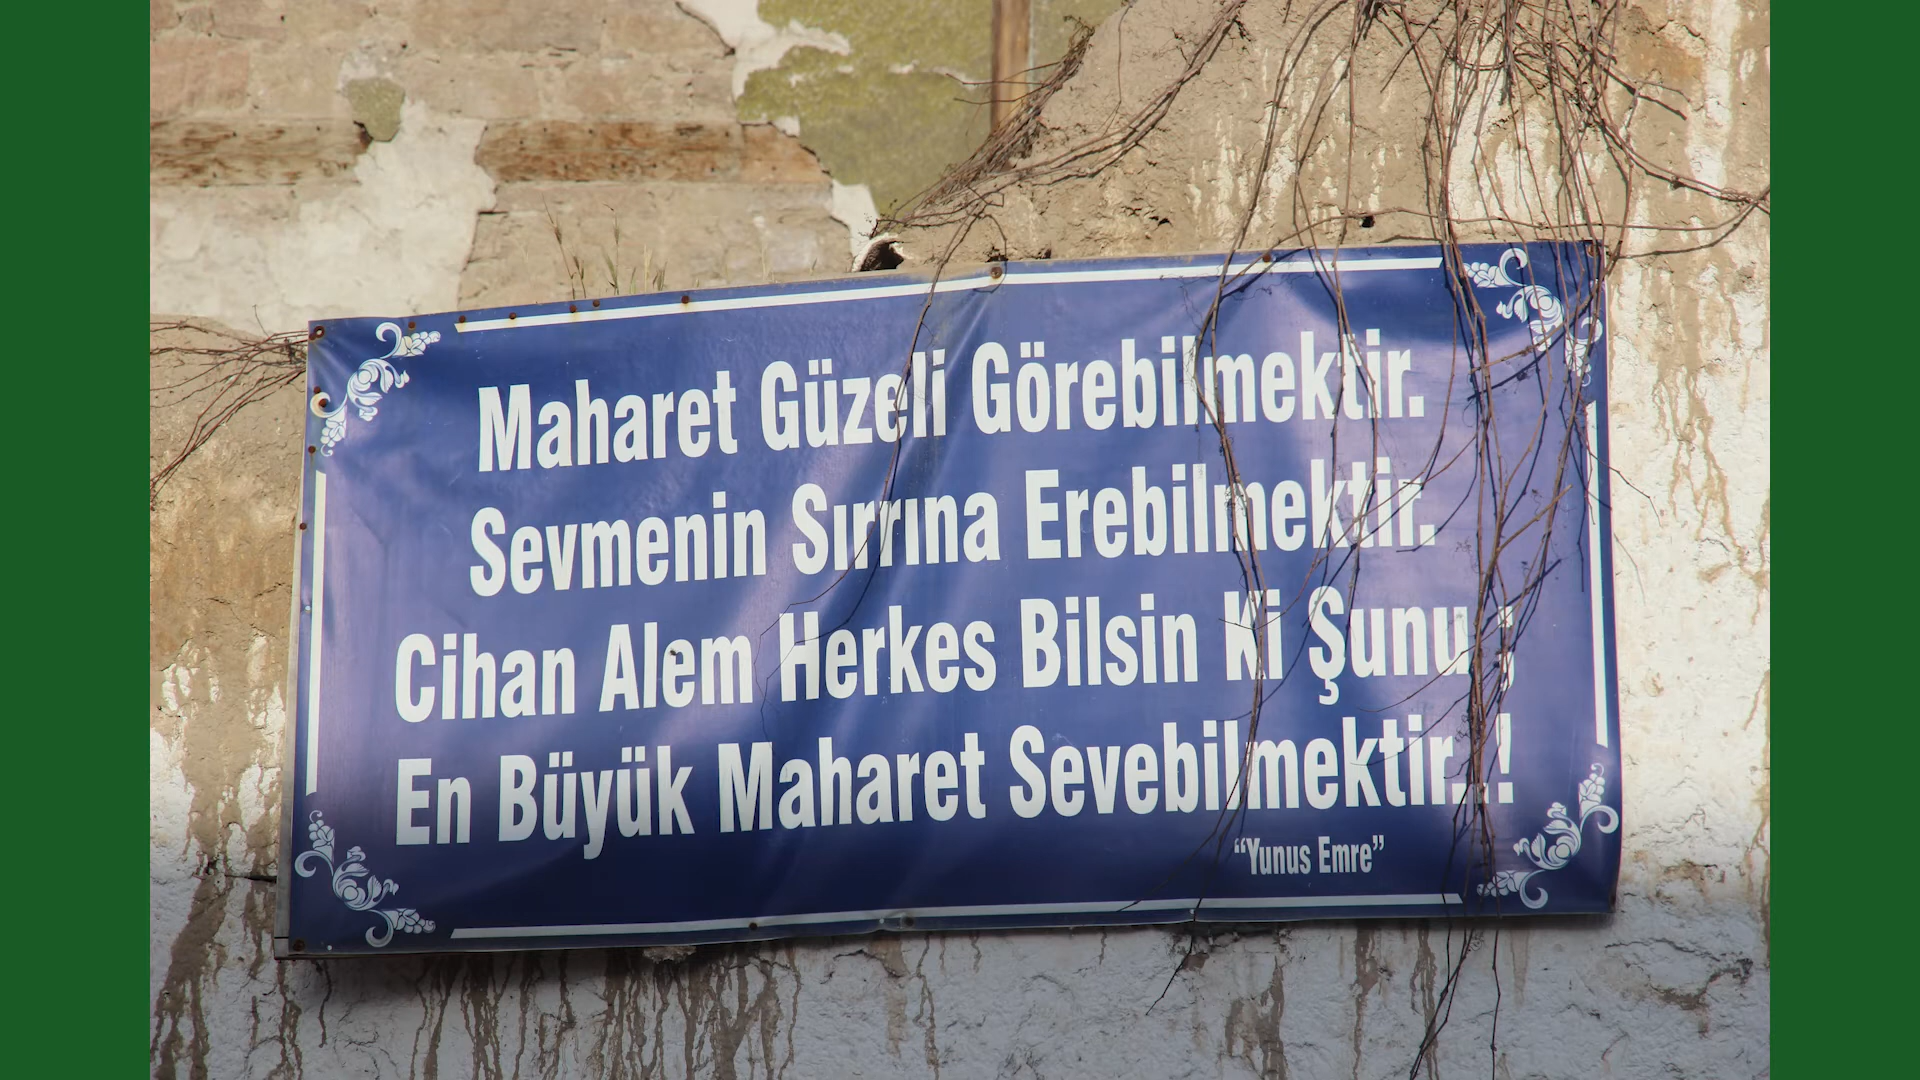 Maharet Güzeli Görebilmektir.
Sevmenin Sırrına Erebilmektir.
Cihan Alem Herkes Bilsin Ki Şunu ;
En Büyük Maharet Sevebilmektir..!
“Yunus Emre”